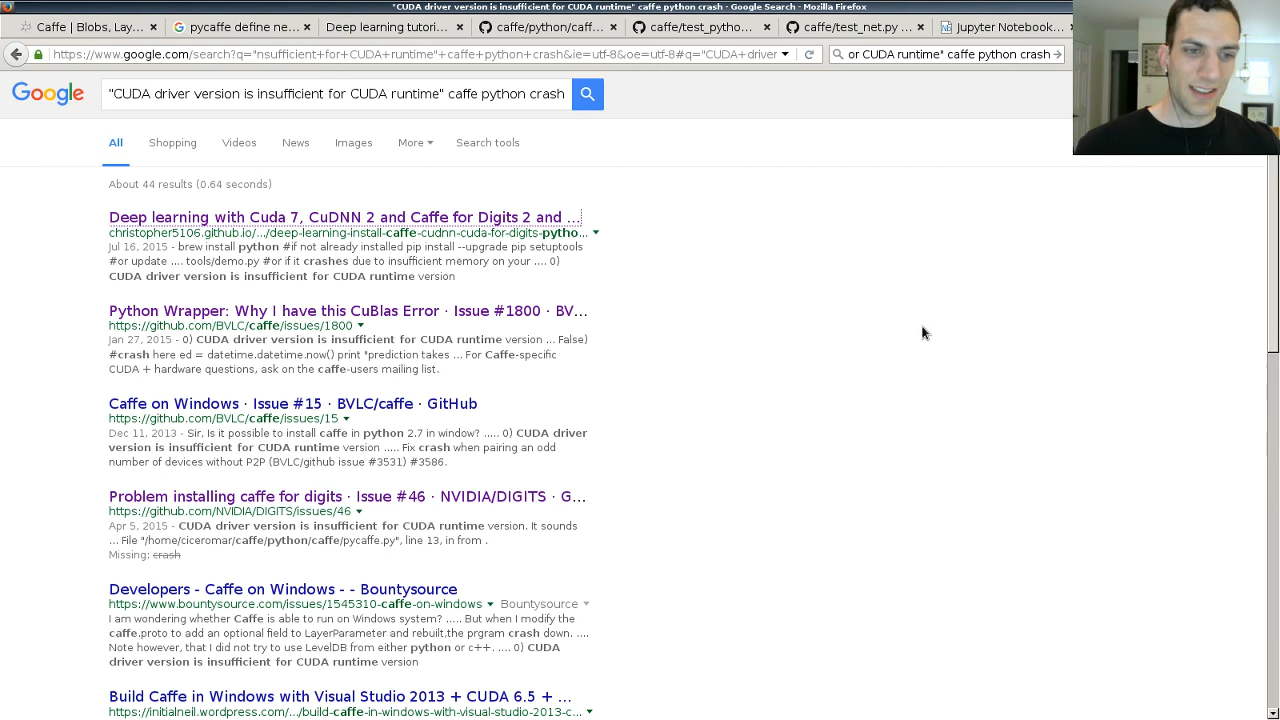 "CUDA driver version is insufficient for CUDA runtime" caffe python crash - Google Search - Mozilla Firefox
Caffe | Blobs, Lay...
pycaffe define ne...
Deep learning tutori...
caffe/python/caffe...
caffe/test_pytho...
caffe/test_net.py ...
Jupyter Notebook...
https://www.google.com/search?q="nsufficient+for+CUDA+runtime"+caffe+python+crash&ie=utf-8&oe=utf-8#q="CUDA+driver
or CUDA runtime" caffe python crash
Google
"CUDA driver version is insufficient for CUDA runtime" caffe python crash
All
Shopping
Videos
News
Images
More
Search tools
About 44 results (0.64 seconds)
Deep learning with Cuda 7, CuDNN 2 and Caffe for Digits 2 and ...
christopher5106.github.io/.../deep-learning-install-caffe-cudnn-cuda-for-digits-pytho...
Jul 16, 2015 - brew install python #if not already installed pip install --upgrade pip setuptools
#or update .... tools/demo.py #or if it crashes due to insufficient memory on your .... 0)
CUDA driver version is insufficient for CUDA runtime version
Python Wrapper: Why I have this CuBlas Error · Issue #1800 · BV...
https://github.com/BVLC/caffe/issues/1800
Jan 27, 2015 - 0) CUDA driver version is insufficient for CUDA runtime version ... False)
#crash here ed = datetime.datetime.now() print "prediction takes ... For Caffe-specific
CUDA + hardware questions, ask on the caffe-users mailing list.
Caffe on Windows · Issue #15 · BVLC/caffe · GitHub
https://github.com/BVLC/caffe/issues/15
Dec 11, 2013 - Sir, Is it possible to install caffe in python 2.7 in window? ..... 0) CUDA driver
version is insufficient for CUDA runtime version ..... Fix crash when pairing an odd
number of devices without P2P (BVLC/github issue #3531) #3586.
Problem installing caffe for digits · Issue #46 · NVIDIA/DIGITS · G...
https://github.com/NVIDIA/DIGITS/issues/46
Apr 5, 2015 - CUDA driver version is insufficient for CUDA runtime version. It sounds
... File "/home/ciceromar/caffe/python/caffe/pycaffe.py", line 13, in from .
Missing: crash
Developers - Caffe on Windows - - Bountysource
https://www.bountysource.com/issues/1545310-caffe-on-windows
Bountysource
I am wondering whether Caffe is able to run on Windows system? ..... But when I modify the
caffe.proto to add an optional field to LayerParameter and rebuilt,the prgram crash down. ....
Note however, that I did not try to use LevelDB from either python or c++. .... 0) CUDA
driver version is insufficient for CUDA runtime version
Build Caffe in Windows with Visual Studio 2013 + CUDA 6.5 + ...
https://initialneil.wordpress.com/.../build-caffe-in-windows-with-visual-studio-2013-c...